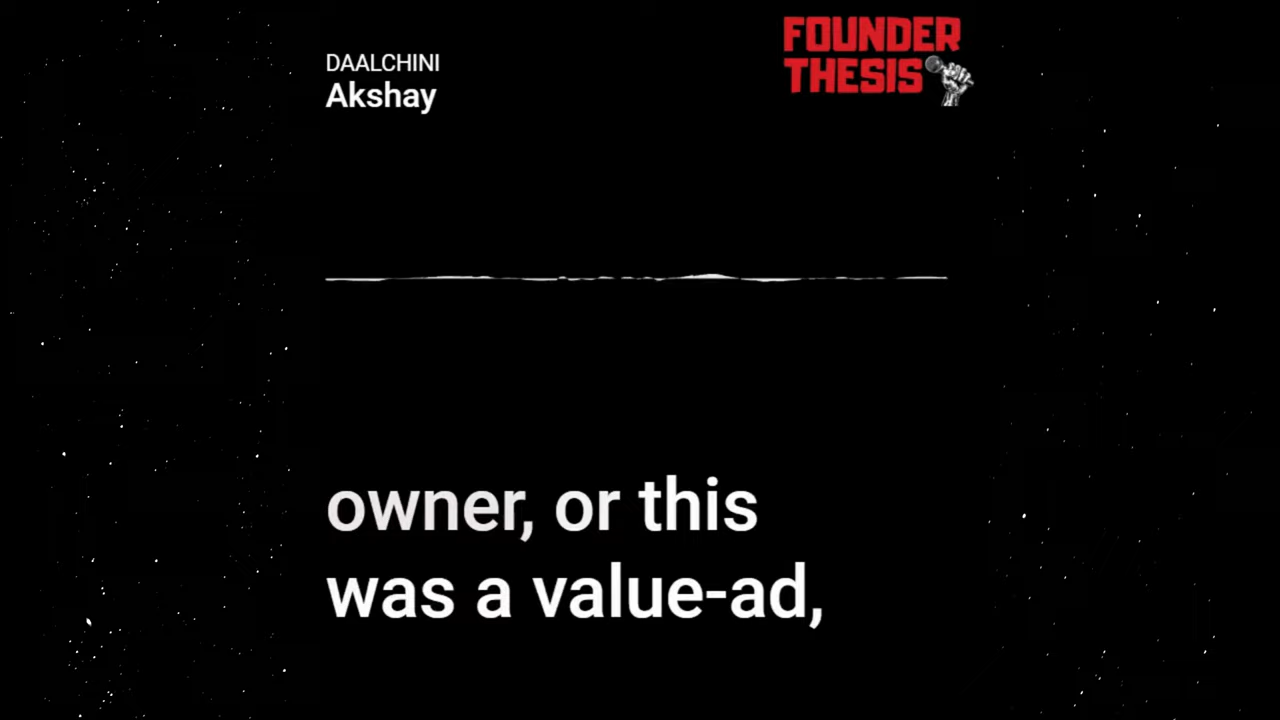 DAALCHINI
Akshay
FOUNDER
THESIS
owner, or this
was a value-ad,